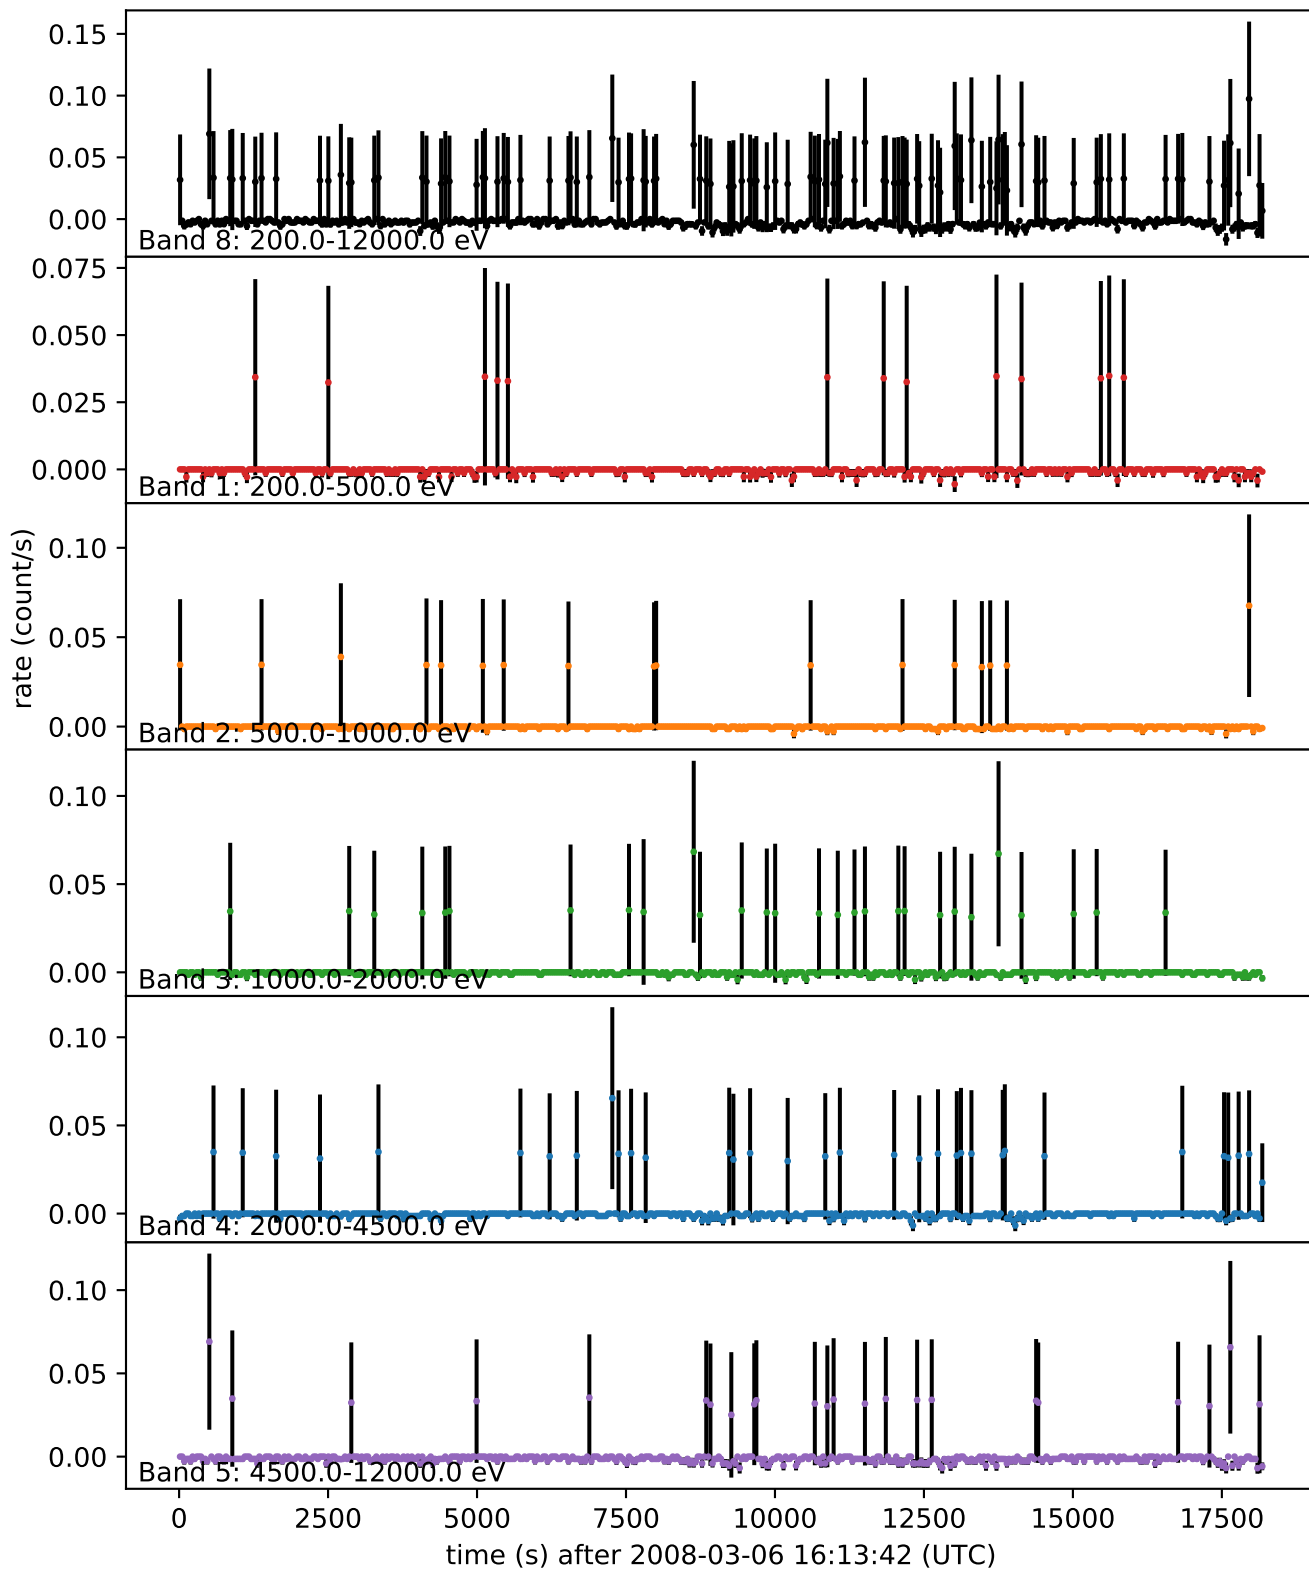 0.15
0.10
0.05
0.00
Band 8: 200.0-12000.0 eV
0.075
0.050
0.025
0.000
Band 1: 200.0-500.0 eV
rate (count/s)
0.10
0.05
0.00
Band 2: 500.0-1000.0 eV
0.10
0.05
0.00
Band 3: 1000.0-2000.0 eV
0.10
0.05
0.00
Band 4: 2000.0-4500.0 eV
0.10
0.05
0.00
Band 5: 4500.0-12000.0 eV
0 2500 5000 7500 10000 12500 15000 17500
time (s) after 2008-03-06 16:13:42 (UTC)